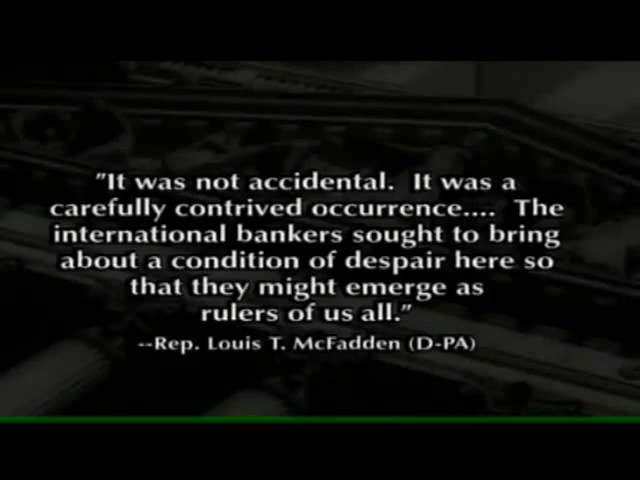 "It was not accidental. It was a
carefully contrived occurrence.... The
international bankers sought to bring
about a condition of despair here so
that they might emerge as
rulers of us all."
--Rep. Louis T. McFadden (D-PA)